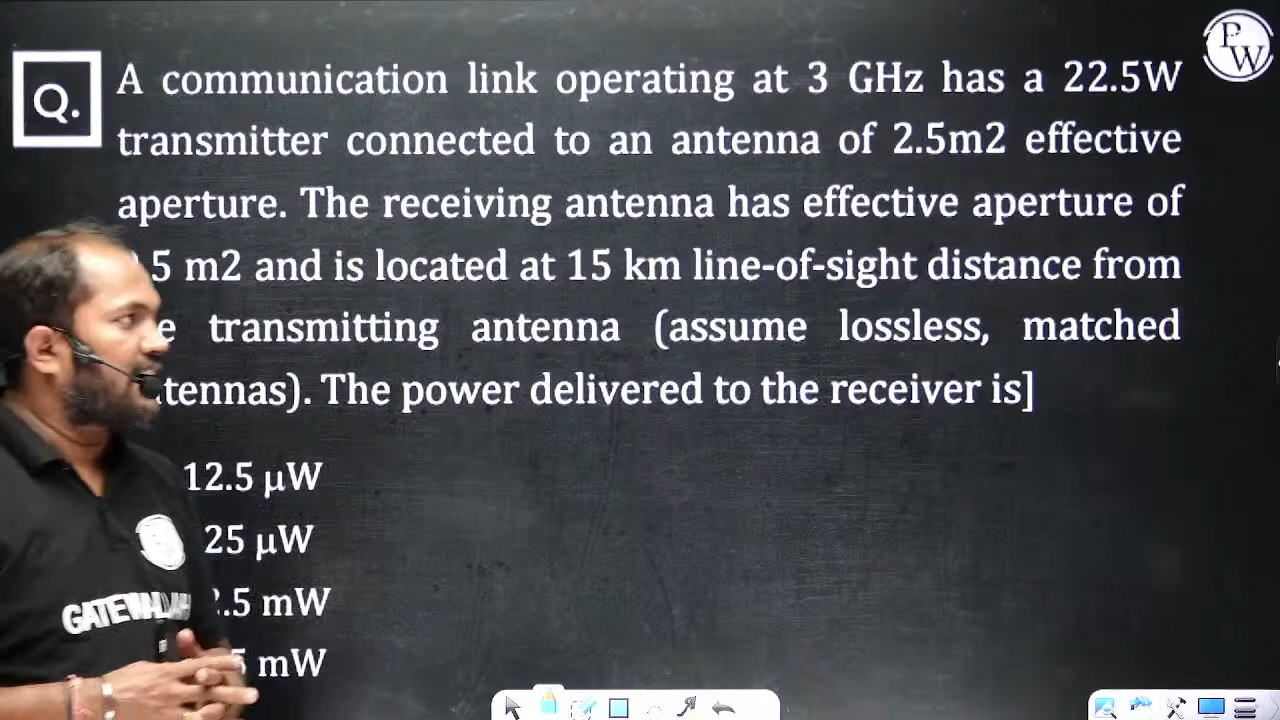 Q.
A communication link operating at 3 GHz has a 22.5W
transmitter connected to an antenna of 2.5m2 effective
aperture. The receiving antenna has effective aperture of
5 m2 and is located at 15 km line-of-sight distance from
transmitting antenna (assume lossless, matched
tennas). The power delivered to the receiver is]
12.5 μW
25 μW
.5 mW
mW
PW